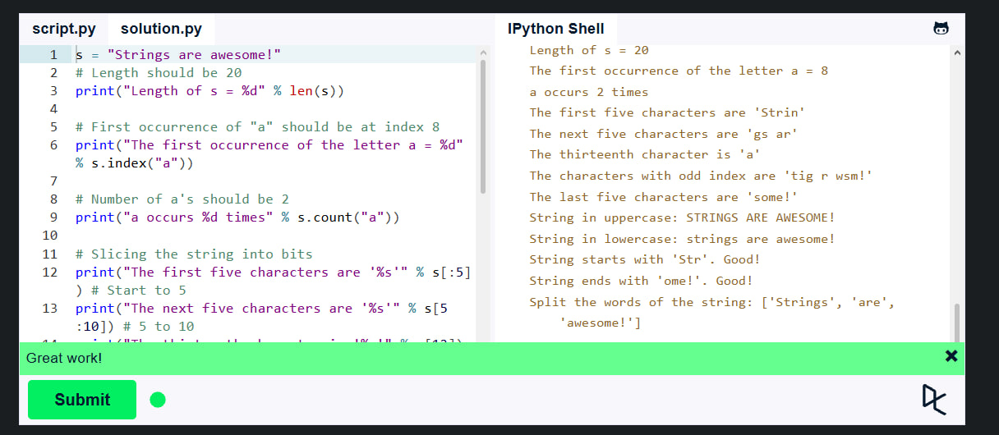 script.py
solution.py
1 s = "Strings are awesome!"
2 # Length should be 20
3 print("Length of s = %d" % len(s))
4
5 # First occurrence of "a" should be at index 8
6 print("The first occurrence of the letter a = %d"
% s.index("a"))
7
8 # Number of a's should be 2
9 print("a occurs %d times" % s.count("a"))
10
11 # Slicing the string into bits
12 print("The first five characters are '%s'" % s[:5]
) # Start to 5
13 print("The next five characters are '%s'" % s[5
:10]) # 5 to 10
IPython Shell
Length of s = 20
The first occurrence of the letter a = 8
a occurs 2 times
The first five characters are 'Strin'
The next five characters are 'gs ar'
The thirteenth character is 'a'
The characters with odd index are 'tig r wsm!'
The last five characters are 'some!'
String in uppercase: STRINGS ARE AWESOME!
String in lowercase: strings are awesome!
String starts with 'Str'. Good!
String ends with 'ome!'. Good!
Split the words of the string: ['Strings', 'are',
'awesome!']
Great work!
Submit